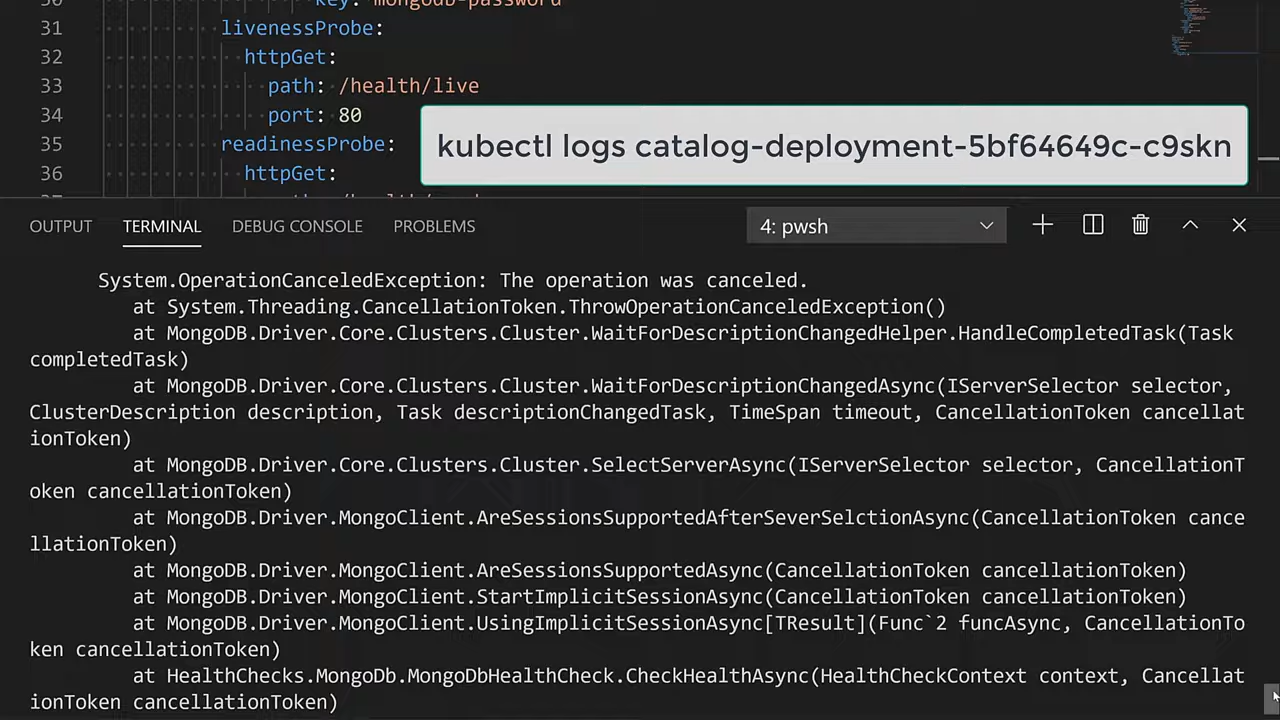 30 key: mongodb-password
31 livenessProbe:
32 httpGet:
33 path: /health/live
34 port: 80
35 readinessProbe:
36 httpGet:
kubectl logs catalog-deployment-5bf64649c-c9skn
OUTPUT TERMINAL DEBUG CONSOLE PROBLEMS 4: pwsh
System.OperationCanceledException: The operation was canceled.
at System.Threading.CancellationToken.ThrowOperationCanceledException()
at MongoDB.Driver.Core.Clusters.Cluster.WaitForDescriptionChangedHelper.HandleCompletedTask(Task
completedTask)
at MongoDB.Driver.Core.Clusters.Cluster.WaitForDescriptionChangedAsync(IServerSelector selector,
ClusterDescription description, Task descriptionChangedTask, TimeSpan timeout, CancellationToken cancellat
ionToken)
at MongoDB.Driver.Core.Clusters.Cluster.SelectServerAsync(IServerSelector selector, CancellationT
oken cancellationToken)
at MongoDB.Driver.MongoClient.AreSessionsSupportedAfterSeverSelctionAsync(CancellationToken cance
llationToken)
at MongoDB.Driver.MongoClient.AreSessionsSupportedAsync(CancellationToken cancellationToken)
at MongoDB.Driver.MongoClient.StartImplicitSessionAsync(CancellationToken cancellationToken)
at MongoDB.Driver.MongoClient.UsingImplicitSessionAsync[TResult](Func`2 funcAsync, CancellationTo
ken cancellationToken)
at HealthChecks.MongoDb.MongoDbHealthCheck.CheckHealthAsync(HealthCheckContext context, Cancellat
ionToken cancellationToken)